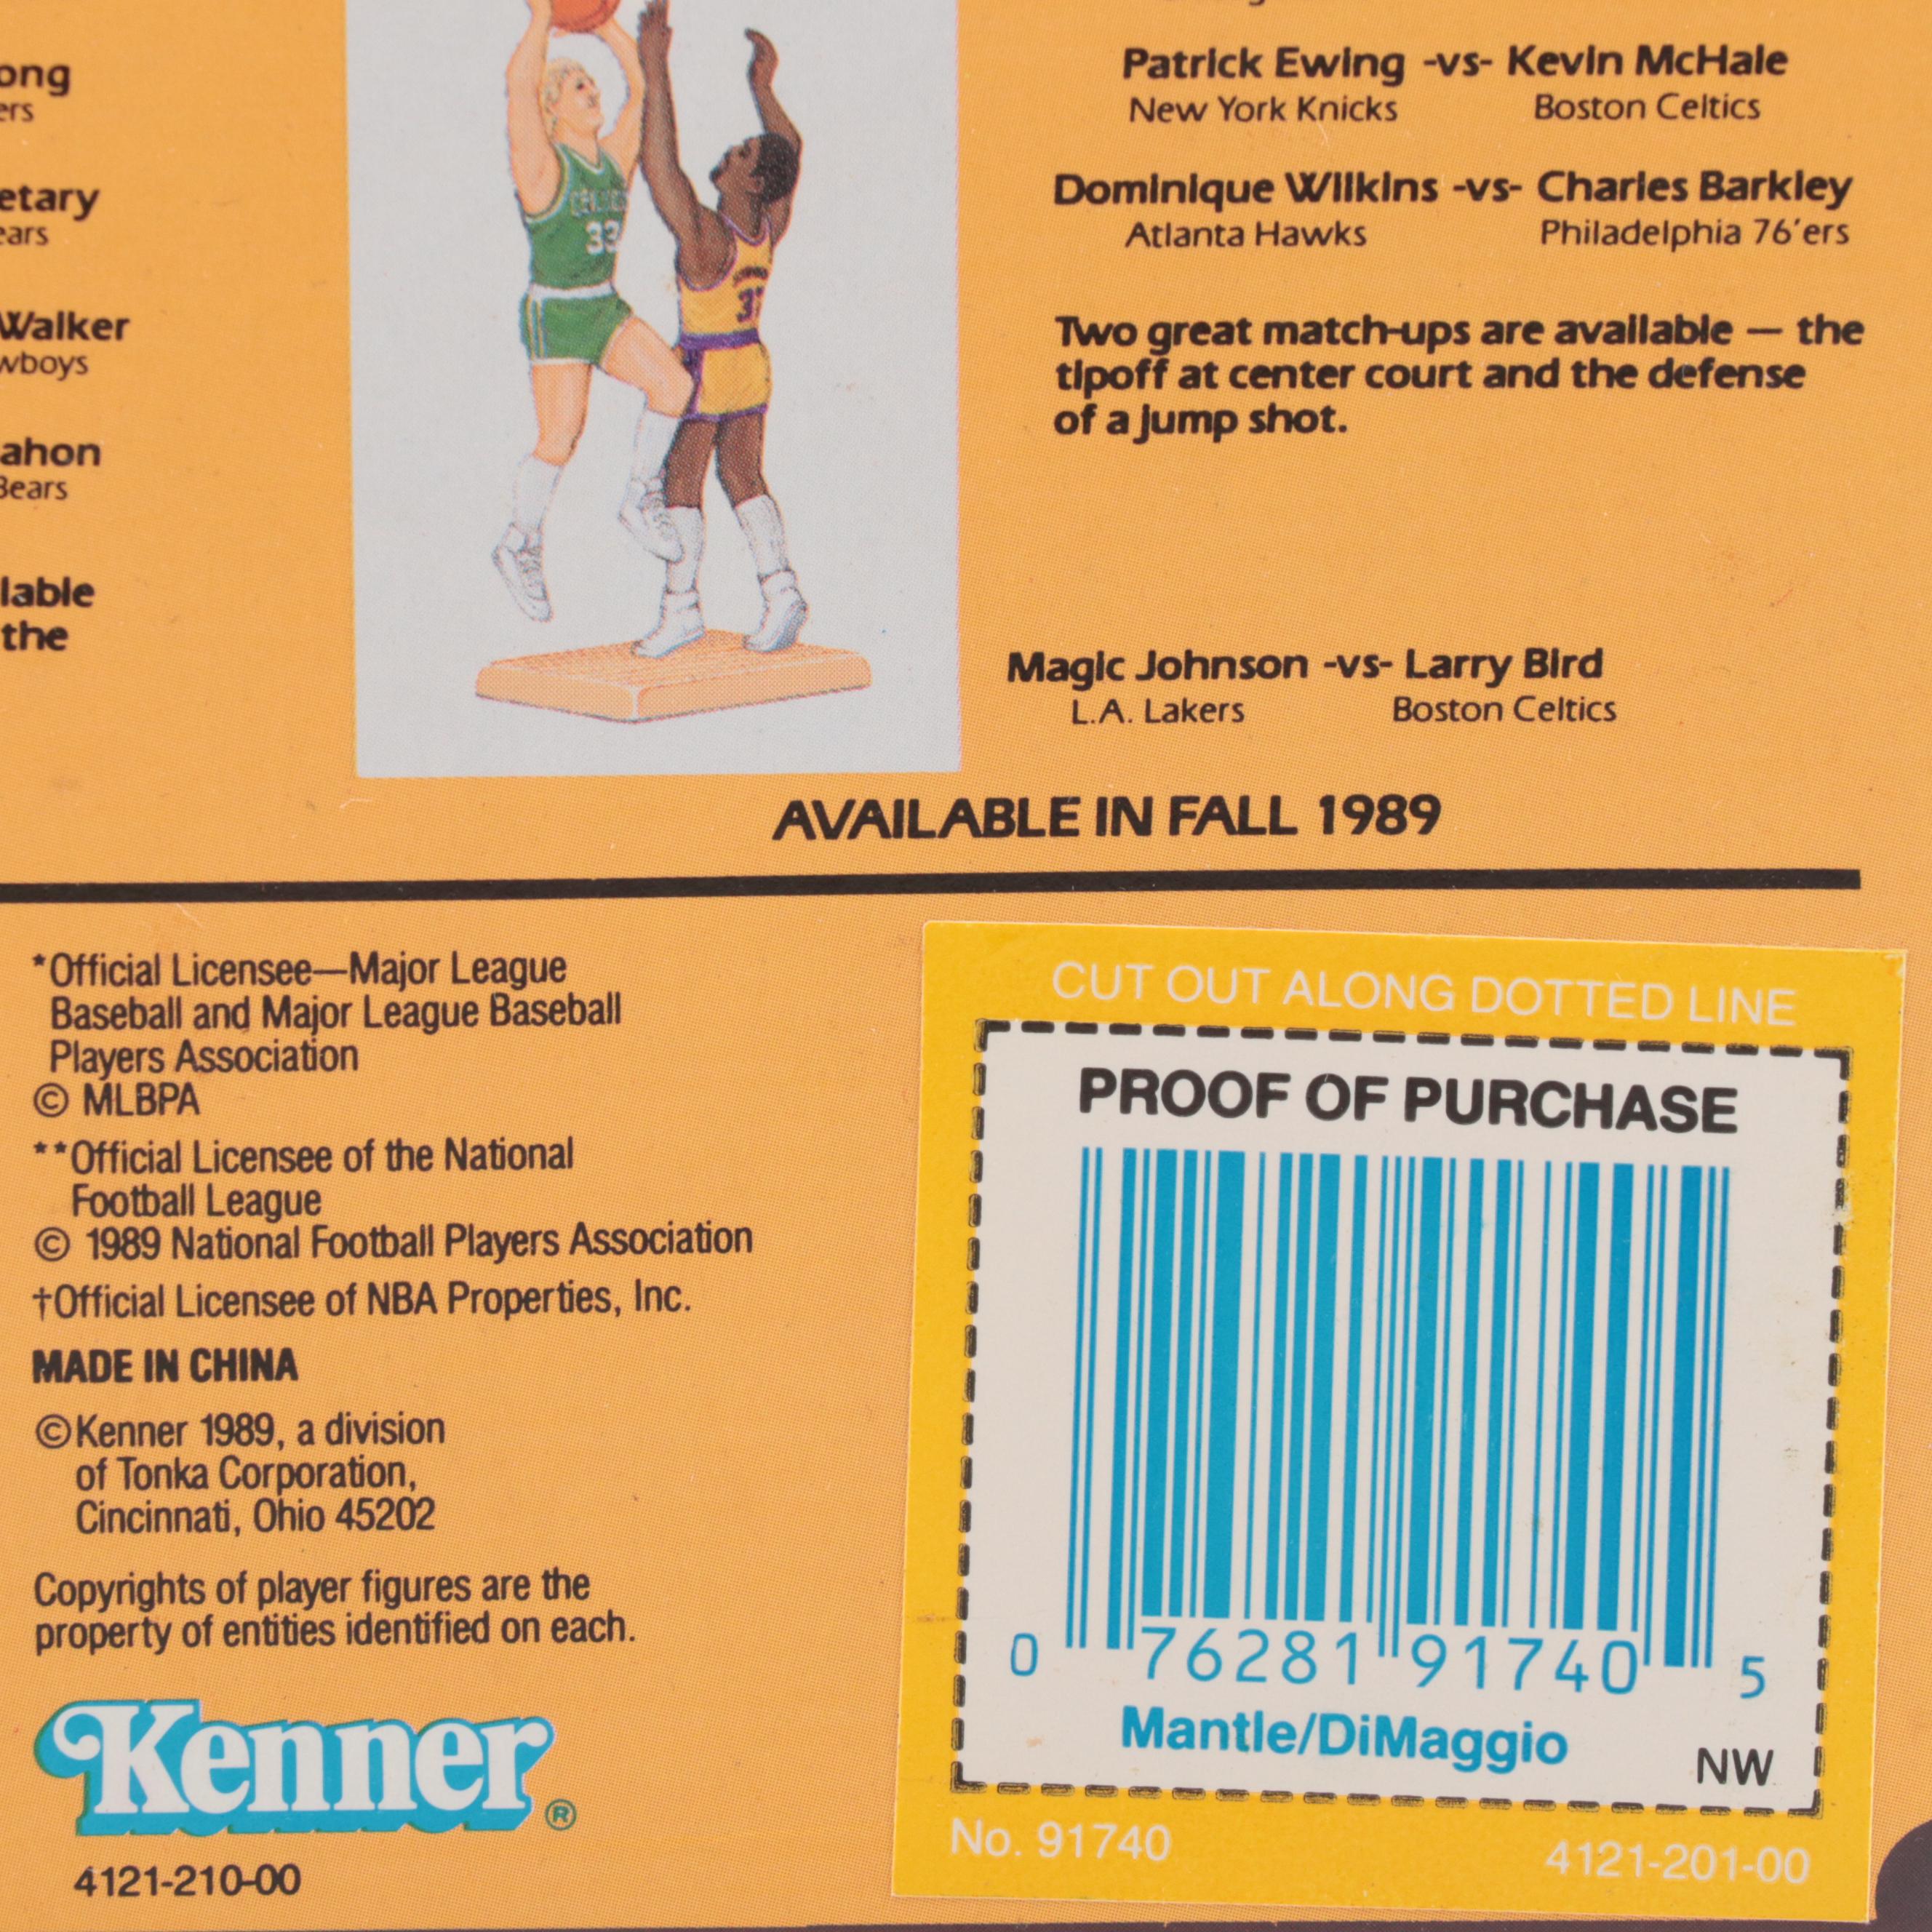 ong
ers
etary
ears
Walker
wboys
ahon
Bears
lable
the
CELTICS
33
Patrick Ewing -vs- Kevin McHale
New York Knicks Boston Celtics
Dominique Wilkins -vs- Charles Barkley
Atlanta Hawks Philadelphia 76'ers
Two great match-ups are available — the
tipoff at center court and the defense
of a jump shot.
Magic Johnson -vs- Larry Bird
L.A. Lakers Boston Celtics
AVAILABLE IN FALL 1989
*Official Licensee—Major League
Baseball and Major League Baseball
Players Association
© MLBPA
**Official Licensee of the National
Football League
© 1989 National Football Players Association
†Official Licensee of NBA Properties, Inc.
MADE IN CHINA
©Kenner 1989, a division
of Tonka Corporation,
Cincinnati, Ohio 45202
Copyrights of player figures are the
property of entities identified on each.
Kenner®
4121-210-00
CUT OUT ALONG DOTTED LINE
PROOF OF PURCHASE
0 76281 91740 5
Mantle/DiMaggio
NW
No. 91740 4121-201-00